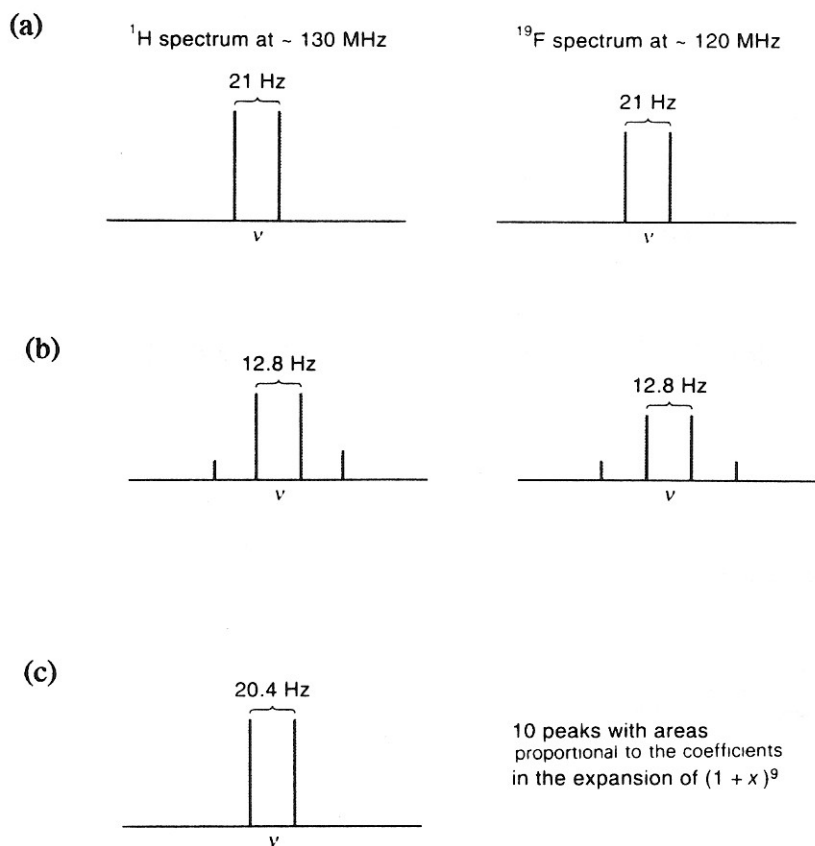 (a)
¹H spectrum at ~ 130 MHz
¹⁹F spectrum at ~ 120 MHz
21 Hz
21 Hz
ν
ν
(b)
12.8 Hz
12.8 Hz
ν
ν
(c)
20.4 Hz
ν
10 peaks with areas
proportional to the coefficients
in the expansion of (1 + x)⁹